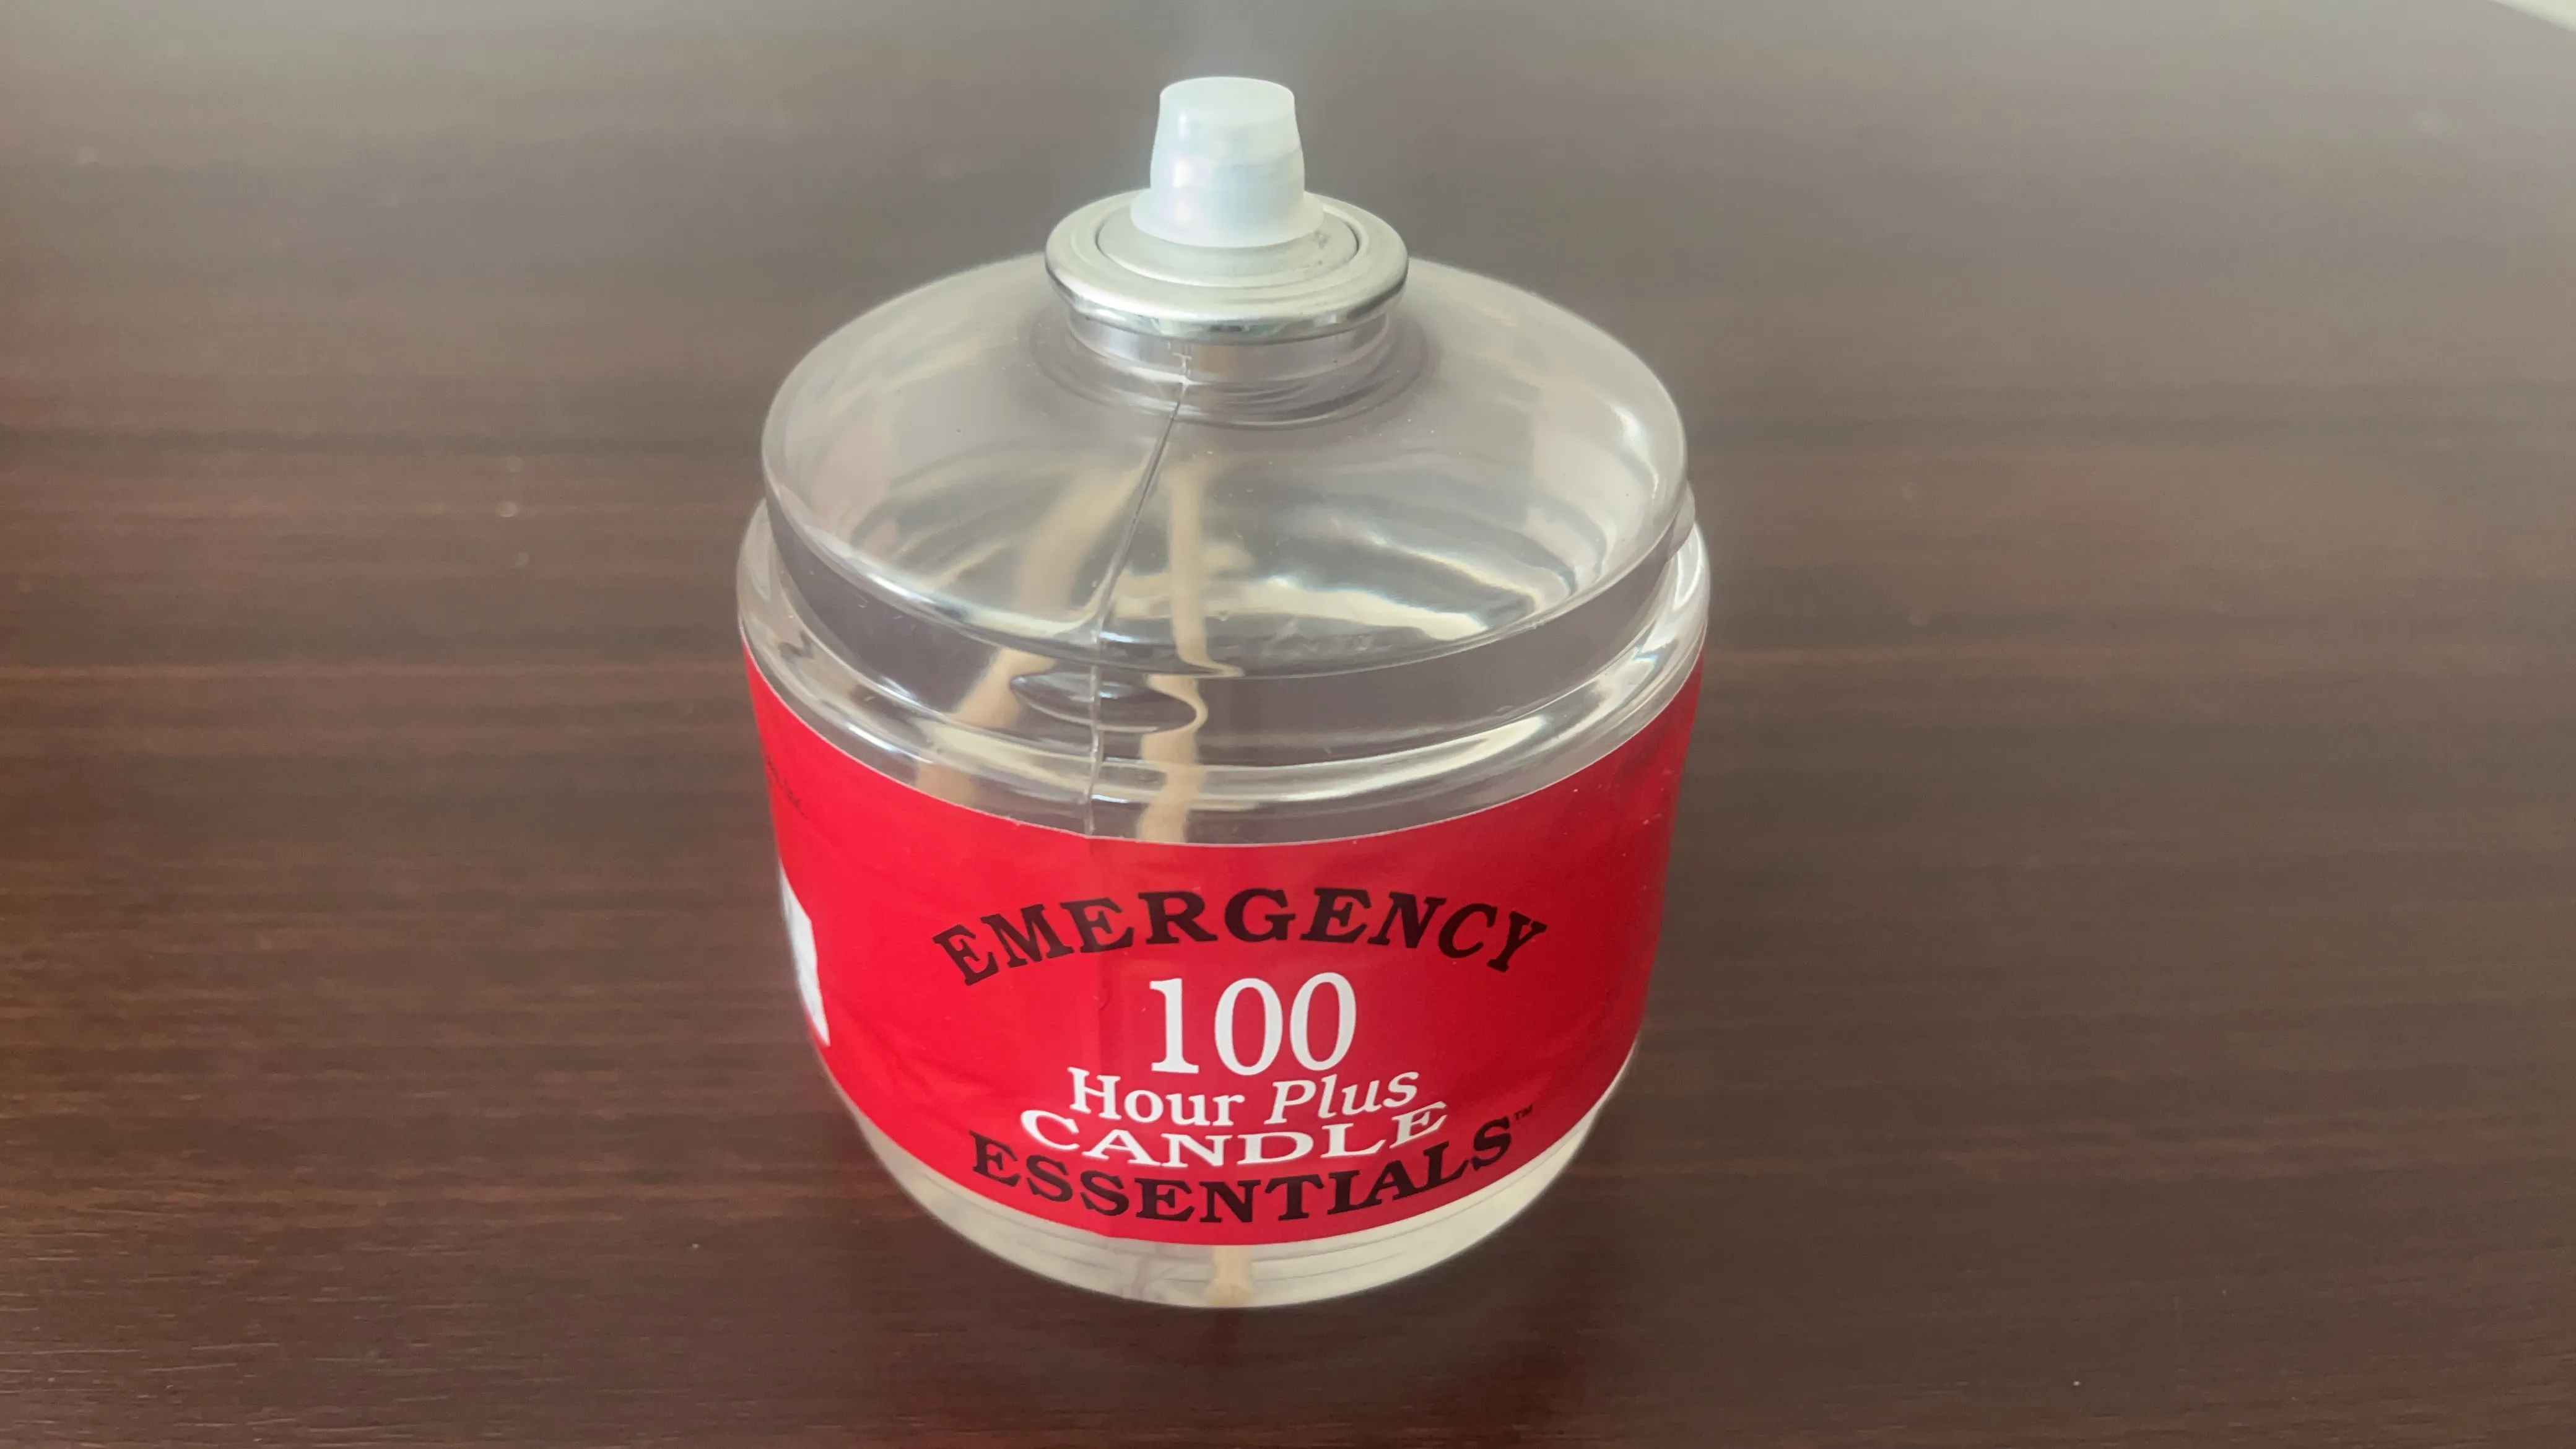 EMERGENCY
100
Hour Plus
CANDLE
ESSENTIALS™